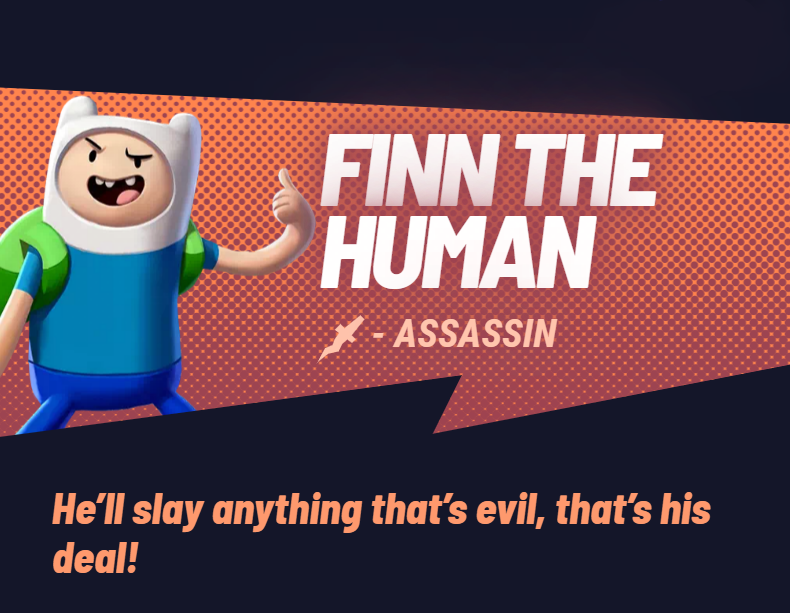 FINN THE
HUMAN
- ASSASSIN
He’ll slay anything that’s evil, that’s his
deal!